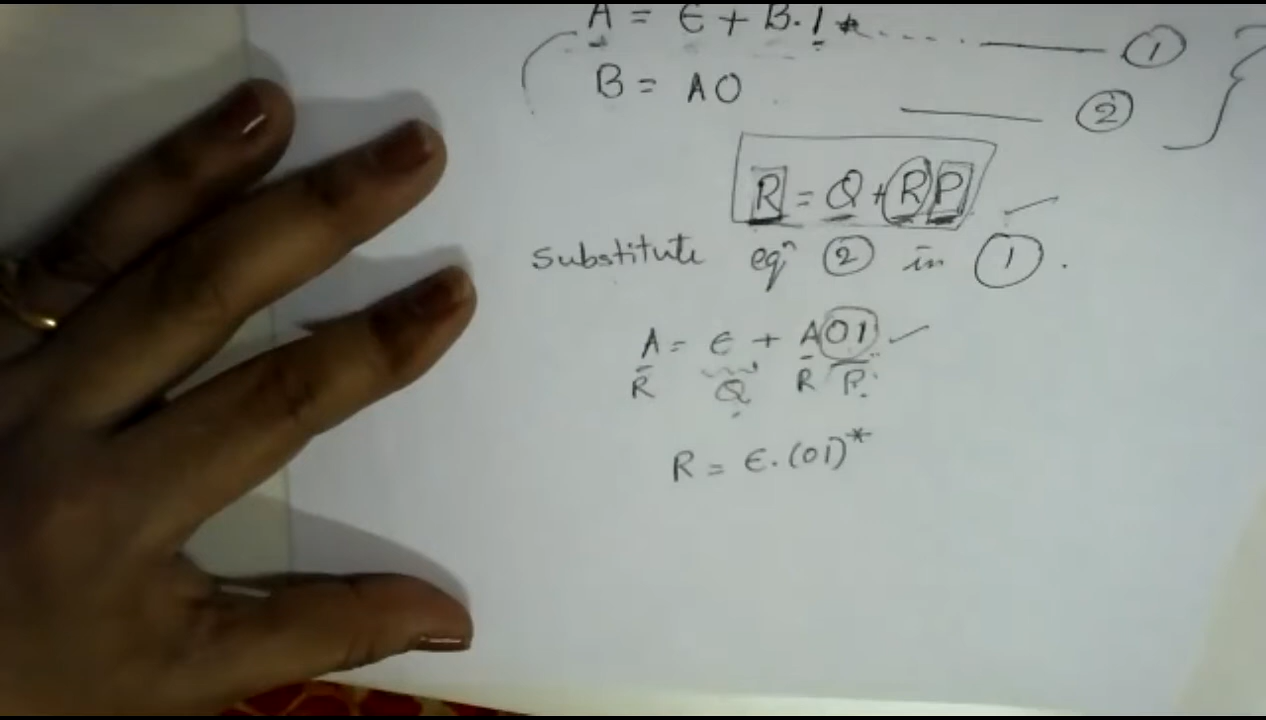 A = ϵ + B.1 ①
B = A0 ②
R = Q + RP ✓
Substitute eqⁿ ② in ①.
A = ϵ + A01 ✓
R Q R P
R = ϵ.(01)*